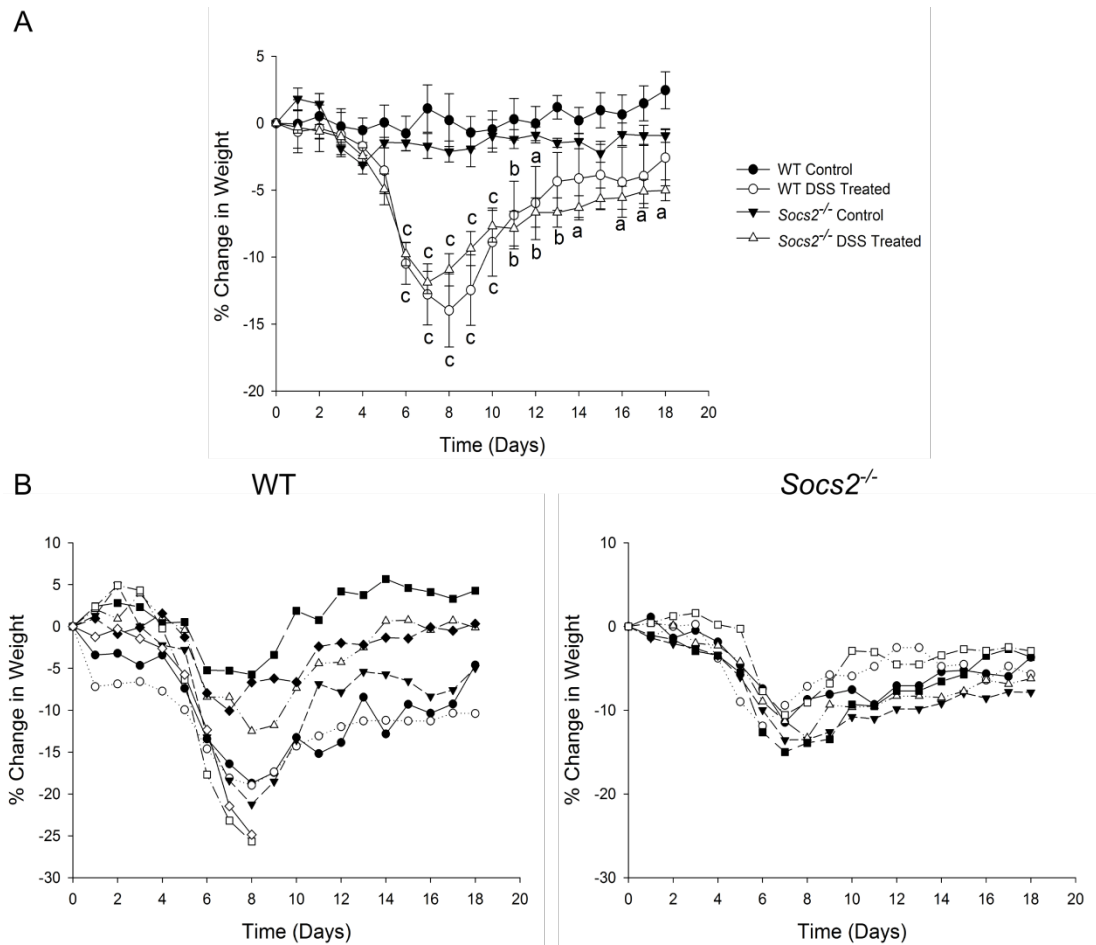 A
5
0
-5
-10
-15
-20
% Change in Weight
b a
c c c c c b b b a a a a
c c c c c
0 2 4 6 8 10 12 14 16 18 20
Time (Days)
WT Control
WT DSS Treated
Socs2-/- Control
Socs2-/- DSS Treated
B
WT
10
5
0
-5
-10
-15
-20
-25
-30
% Change in Weight
0 2 4 6 8 10 12 14 16 18 20
Time (Days)
Socs2-/-
10
0
-10
-20
-30
% Change in Weight
0 2 4 6 8 10 12 14 16 18 20
Time (Days)